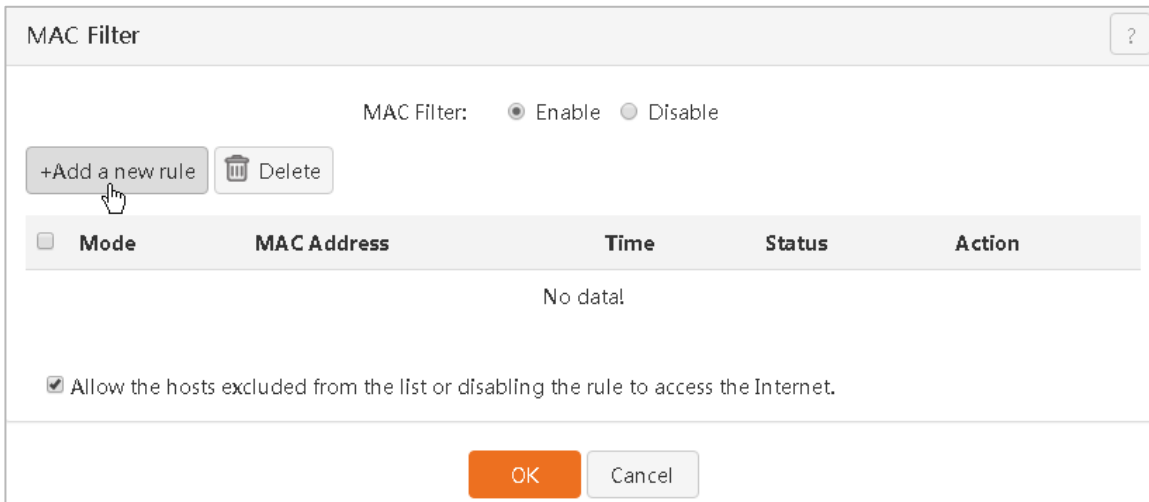 MAC Filter ?
MAC Filter: Enable Disable
+Add a new rule Delete
Mode MAC Address Time Status Action
No data!
Allow the hosts excluded from the list or disabling the rule to access the Internet.
OK Cancel